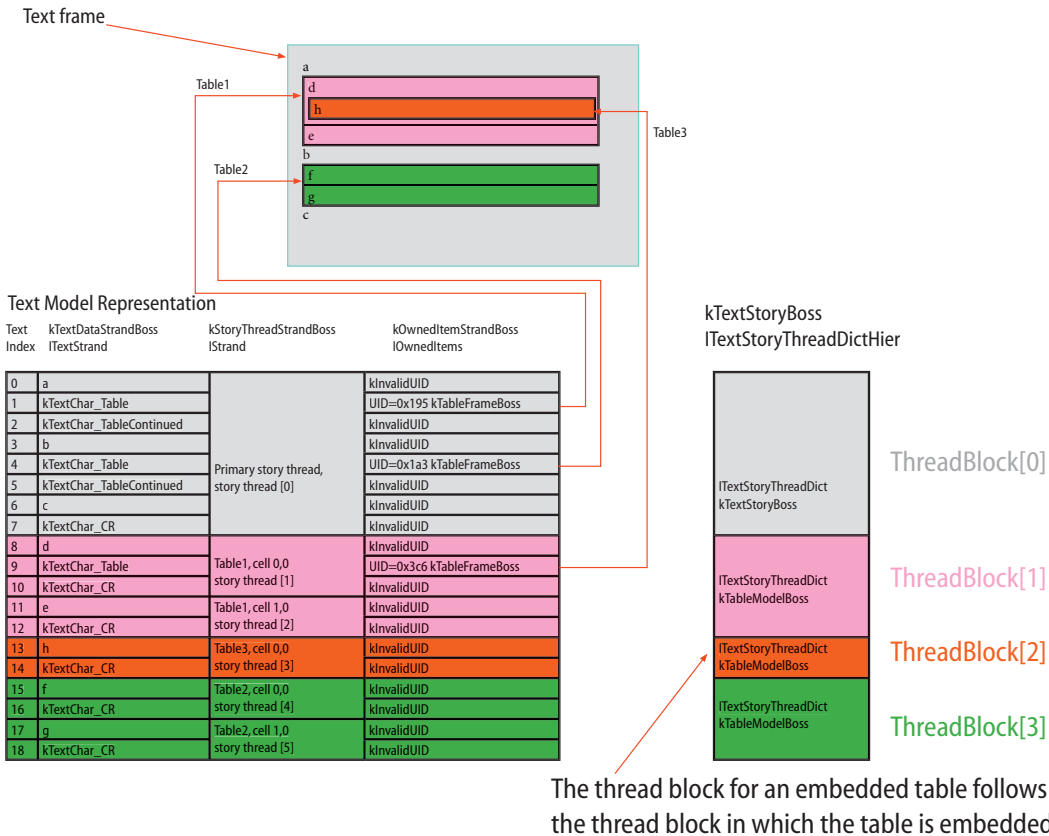 Text frame
a
Table1
d
h
Table3
e
b
Table2
f
g
c
Text Model Representation
Text Index
kTextDataStrandBoss ITextStrand
kStoryThreadStrandBoss IStrand
kOwnedItemStrandBoss IOwnedItems
kTextStoryBoss
ITextStoryThreadDictHier
0 a kInvalidUID
1 kTextChar_Table UID=0x195 kTableFrameBoss
2 kTextChar_TableContinued kInvalidUID
3 b kInvalidUID
4 kTextChar_Table UID=0x1a3 kTableFrameBoss
Primary story thread,
story thread [0]
5 kTextChar_TableContinued kInvalidUID
6 c kInvalidUID
7 kTextChar_CR kInvalidUID
8 d kInvalidUID
9 kTextChar_Table UID=0x3c6 kTableFrameBoss
Table1, cell 0,0
story thread [1]
10 kTextChar_CR kInvalidUID
11 e kInvalidUID
Table1, cell 1,0
story thread [2]
12 kTextChar_CR kInvalidUID
13 h kInvalidUID
Table3, cell 0,0
story thread [3]
14 kTextChar_CR kInvalidUID
15 f kInvalidUID
Table2, cell 0,0
story thread [4]
16 kTextChar_CR kInvalidUID
17 g kInvalidUID
Table2, cell 1,0
story thread [5]
18 kTextChar_CR kInvalidUID
ITextStoryThreadDict
kTextStoryBoss
ThreadBlock[0]
ITextStoryThreadDict
kTableModelBoss
ThreadBlock[1]
ITextStoryThreadDict
kTableModelBoss
ThreadBlock[2]
ITextStoryThreadDict
kTableModelBoss
ThreadBlock[3]
The thread block for an embedded table follows
the thread block in which the table is embedded